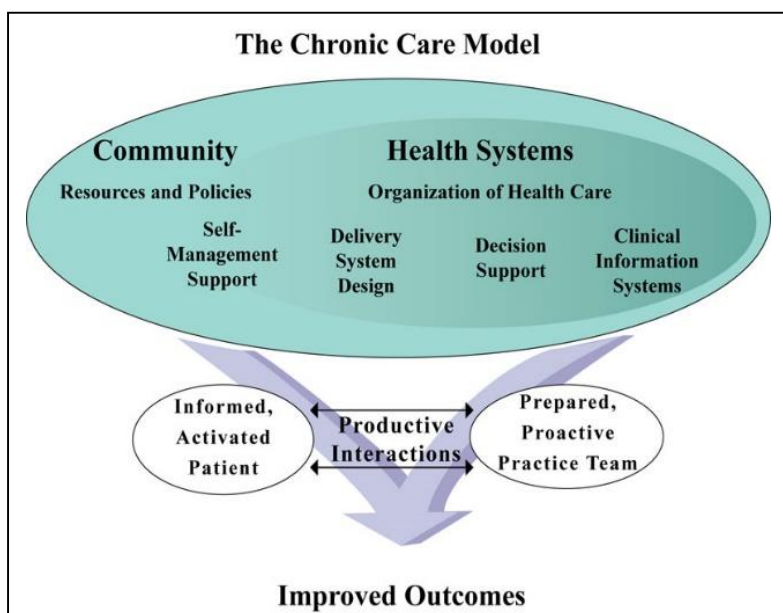 The Chronic Care Model
Community
Resources and Policies
Health Systems
Organization of Health Care
Self-
Management
Support
Delivery
System
Design
Decision
Support
Clinical
Information
Systems
Informed,
Activated
Patient
Productive
Interactions
Prepared,
Proactive
Practice Team
Improved Outcomes